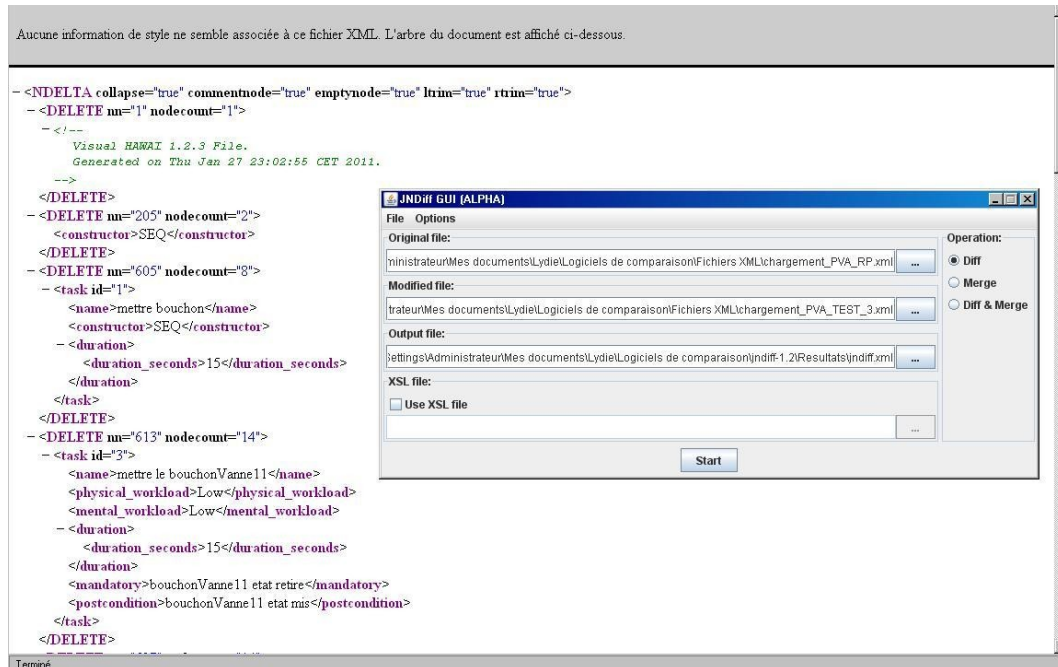 Aucune information de style ne semble associée à ce fichier XML. L'arbre du document est affiché ci-dessous.
− <NDELTA collapse="true" commentnode="true" emptynode="true" ltrim="true" rtrim="true">
− <DELETE nn="1" nodecount="1">
− <!--
Visual HAWAI 1.2.3 File.
Generated on Thu Jan 27 23:02:55 CET 2011.
-->
</DELETE>
− <DELETE nn="205" nodecount="2">
<constructor>SEQ</constructor>
</DELETE>
− <DELETE nn="605" nodecount="8">
− <task id="1">
<name>mettre bouchon</name>
<constructor>SEQ</constructor>
− <duration>
<duration_seconds>15</duration_seconds>
</duration>
</task>
</DELETE>
− <DELETE nn="613" nodecount="14">
− <task id="3">
<name>mettre le bouchonVanne11</name>
<physical_workload>Low</physical_workload>
<mental_workload>Low</mental_workload>
− <duration>
<duration_seconds>15</duration_seconds>
</duration>
<mandatory>bouchonVanne11 etat retire</mandatory>
<postcondition>bouchonVanne11 etat mis</postcondition>
</task>
</DELETE>
Terminé
JNDiff GUI (ALPHA)
File Options
Original file:
ninistrateur\Mes documents\Lydie\Logiciels de comparaison\Fichiers XML\chargement_PVA_RP.xml ...
Modified file:
trateur\Mes documents\Lydie\Logiciels de comparaison\Fichiers XML\chargement_PVA_TEST_3.xml ...
Output file:
Settings\Administrateur\Mes documents\Lydie\Logiciels de comparaison\jndiff-1.2\Resultats\jndiff.xml ...
XSL file:
Use XSL file
...
Operation:
Diff
Merge
Diff & Merge
Start